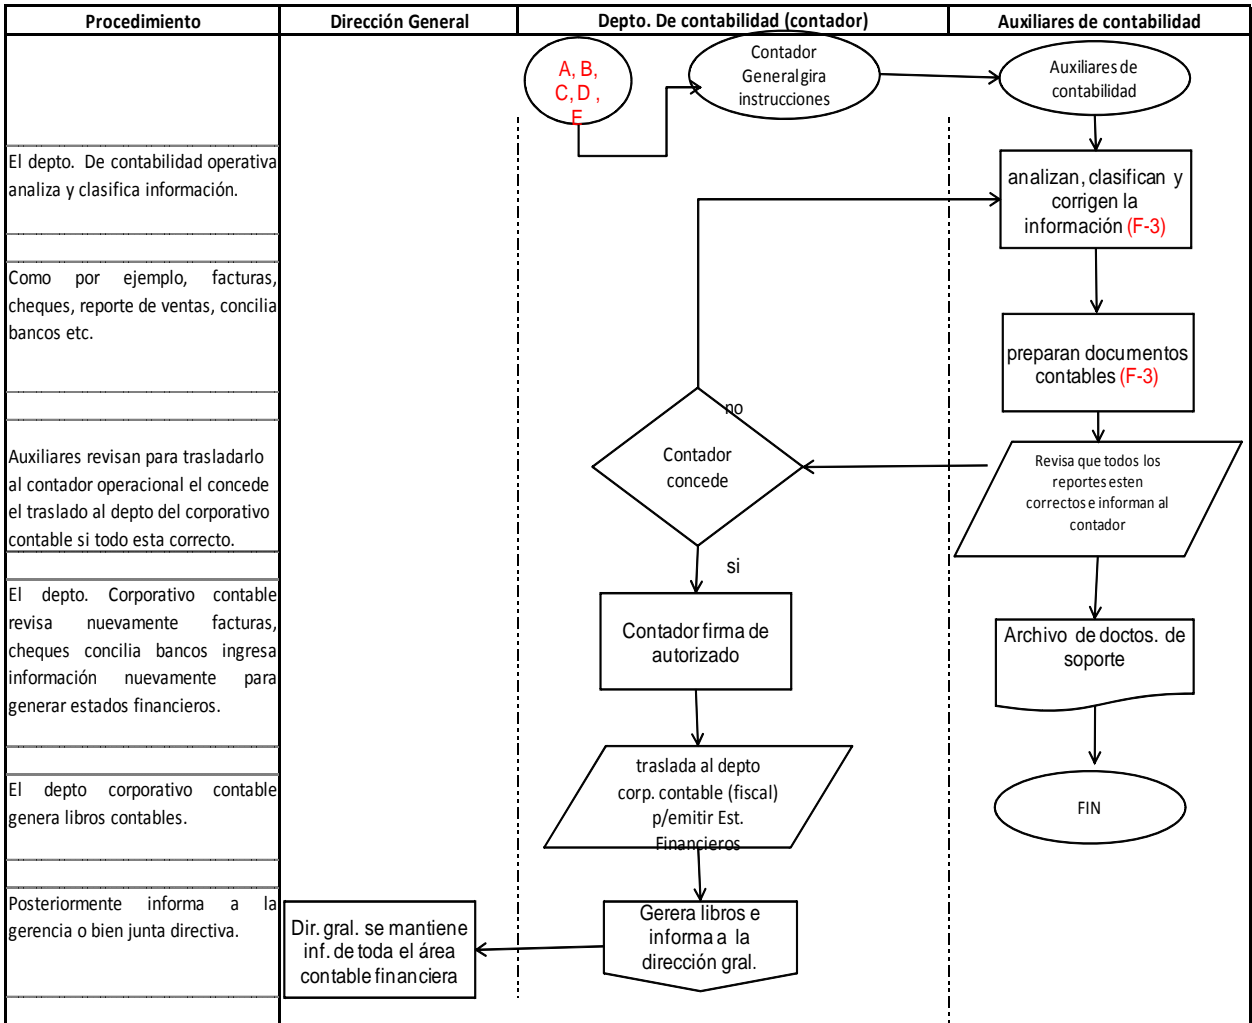 Procedimiento
Dirección General
Depto. De contabilidad (contador)
Auxiliares de contabilidad
A, B,
C, D ,
E
Contador
General gira
instrucciones
Auxiliares de
contabilidad
El depto. De contabilidad operativa
analiza y clasifica información.
analizan, clasifican y
corrigen la
información (F-3)
Como por ejemplo, facturas,
cheques, reporte de ventas, concilia
bancos etc.
preparan documentos
contables (F-3)
no
Contador
concede
Revisa que todos los
reportes esten
correctos e informan al
contador
Auxiliares revisan para trasladarlo
al contador operacional el concede
el traslado al depto del corporativo
contable si todo esta correcto.
si
El depto. Corporativo contable
revisa nuevamente facturas,
cheques concilia bancos ingresa
información nuevamente para
generar estados financieros.
Contador firma de
autorizado
Archivo de doctos. de
soporte
El depto corporativo contable
genera libros contables.
traslada al depto
corp. contable (fiscal)
p/emitir Est.
Financieros
FIN
Posteriormente informa a la
gerencia o bien junta directiva.
Dir. gral. se mantiene
inf. de toda el área
contable financiera
Gerera libros e
informa a la
dirección gral.